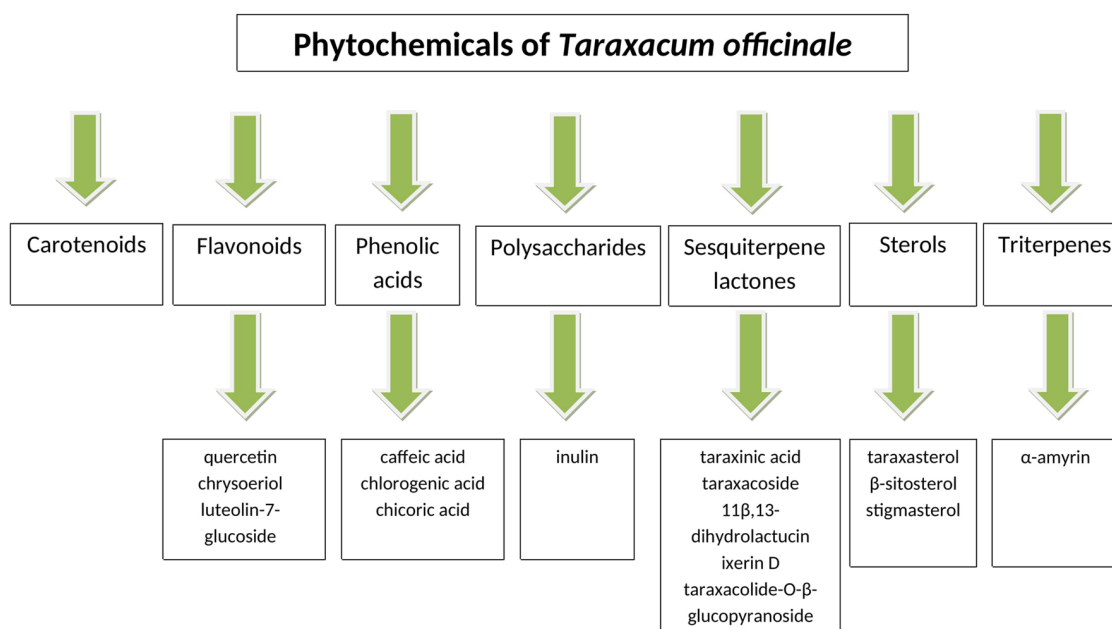 Phytochemicals of Taraxacum officinale
Carotenoids
Flavonoids
Phenolic
acids
Polysaccharides
Sesquiterpene
lactones
Sterols
Triterpenes
quercetin
chrysoeriol
luteolin-7-
glucoside
caffeic acid
chlorogenic acid
chicoric acid
inulin
taraxinic acid
taraxacoside
11β,13-
dihydrolactucin
ixerin D
taraxacolide-O-β-
glucopyranoside
taraxasterol
β-sitosterol
stigmasterol
α-amyrin